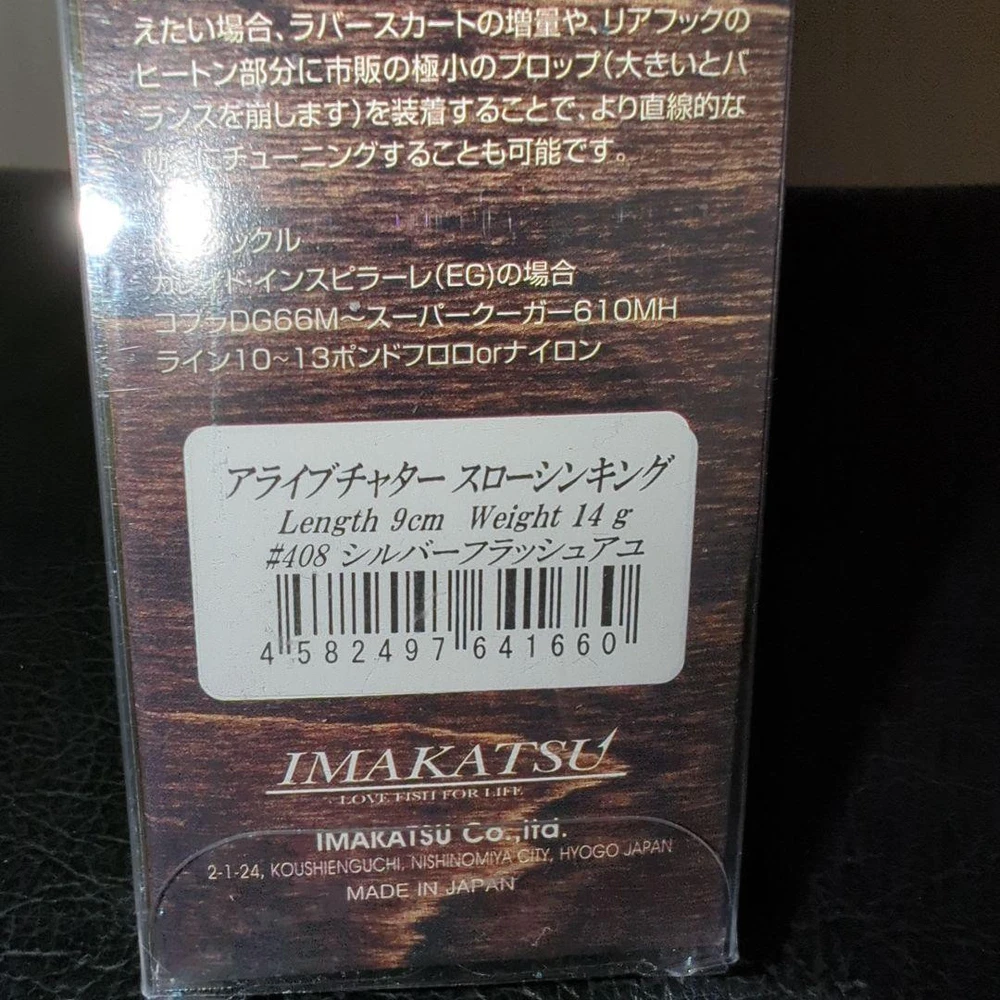 えたい場合、ラバースカートの増量や、リアフックの
ヒートン部分に市販の極小のプロップ(大きいとバ
ランスを崩します)を装着することで、より直線的な
にチューニングすることも可能です。
ックル
カレイド・インスピラーレ(EG)の場合
コブラDG66M〜スーパークーガー610MH
ライン10~13ポンドフロロorナイロン
アライブチャター スローシンキング
Length 9cm Weight 14 g
#408 シルバーフラッシュアユ
4 582497 641660
IMAKATSU
LOVE FISH FOR LIFE
IMAKATSU Co.,ltd.
2-1-24, KOUSHIENGUCHI, NISHINOMIYA CITY, HYOGO JAPAN
MADE IN JAPAN